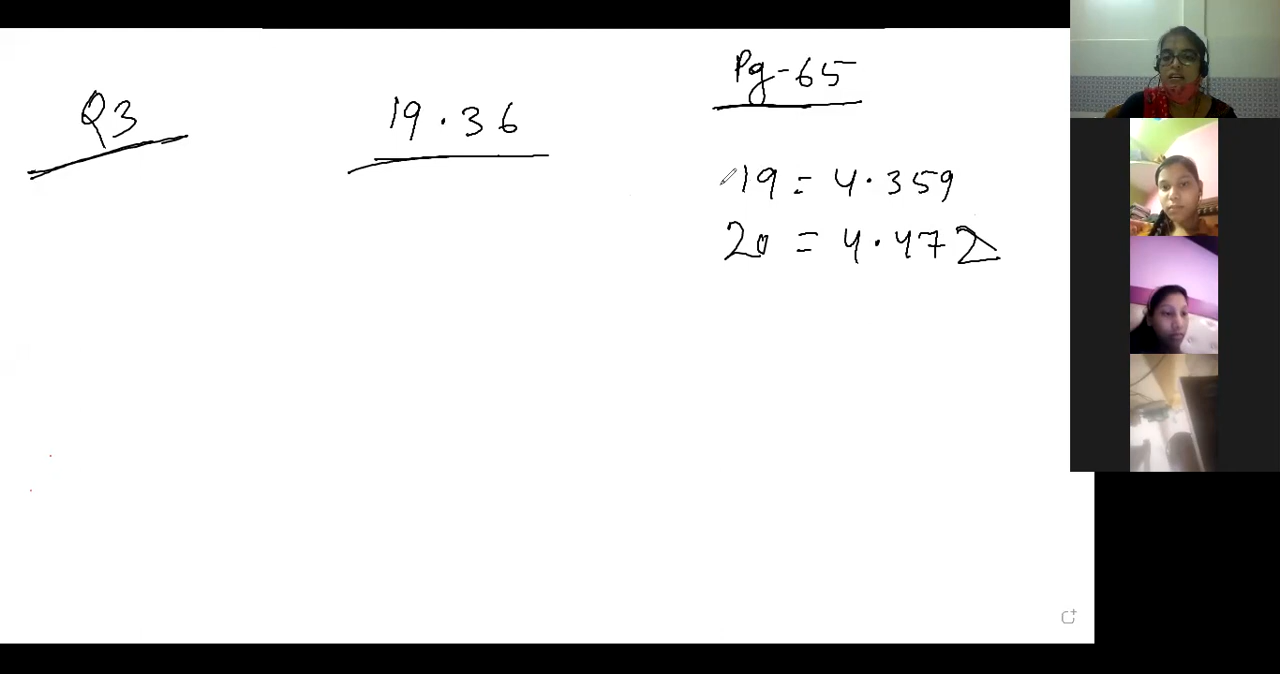 Pg-65
Q3
19.36
19 = 4.359
20 = 4.472